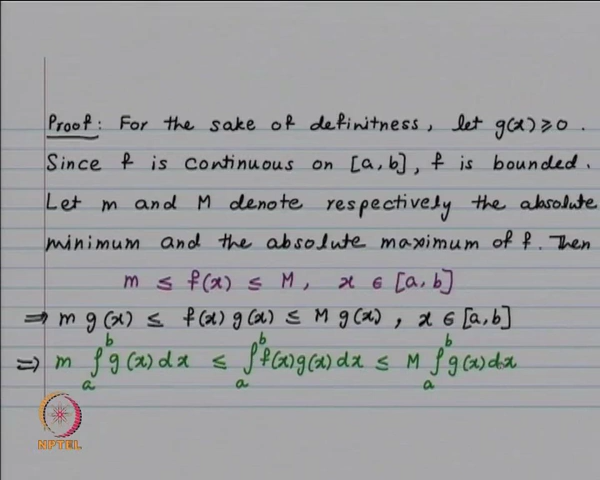 Proof: For the sake of definitness, let g(x) ≥ 0.
Since f is continuous on [a, b], f is bounded.
Let m and M denote respectively the absolute
minimum and the absolute maximum of f. Then
m ≤ f(x) ≤ M, x ∈ [a, b]
⇒ m g(x) ≤ f(x) g(x) ≤ M g(x), x ∈ [a, b]
⇒ m ∫_a^b g(x) dx ≤ ∫_a^b f(x) g(x) dx ≤ M ∫_a^b g(x) dx
NPTEL